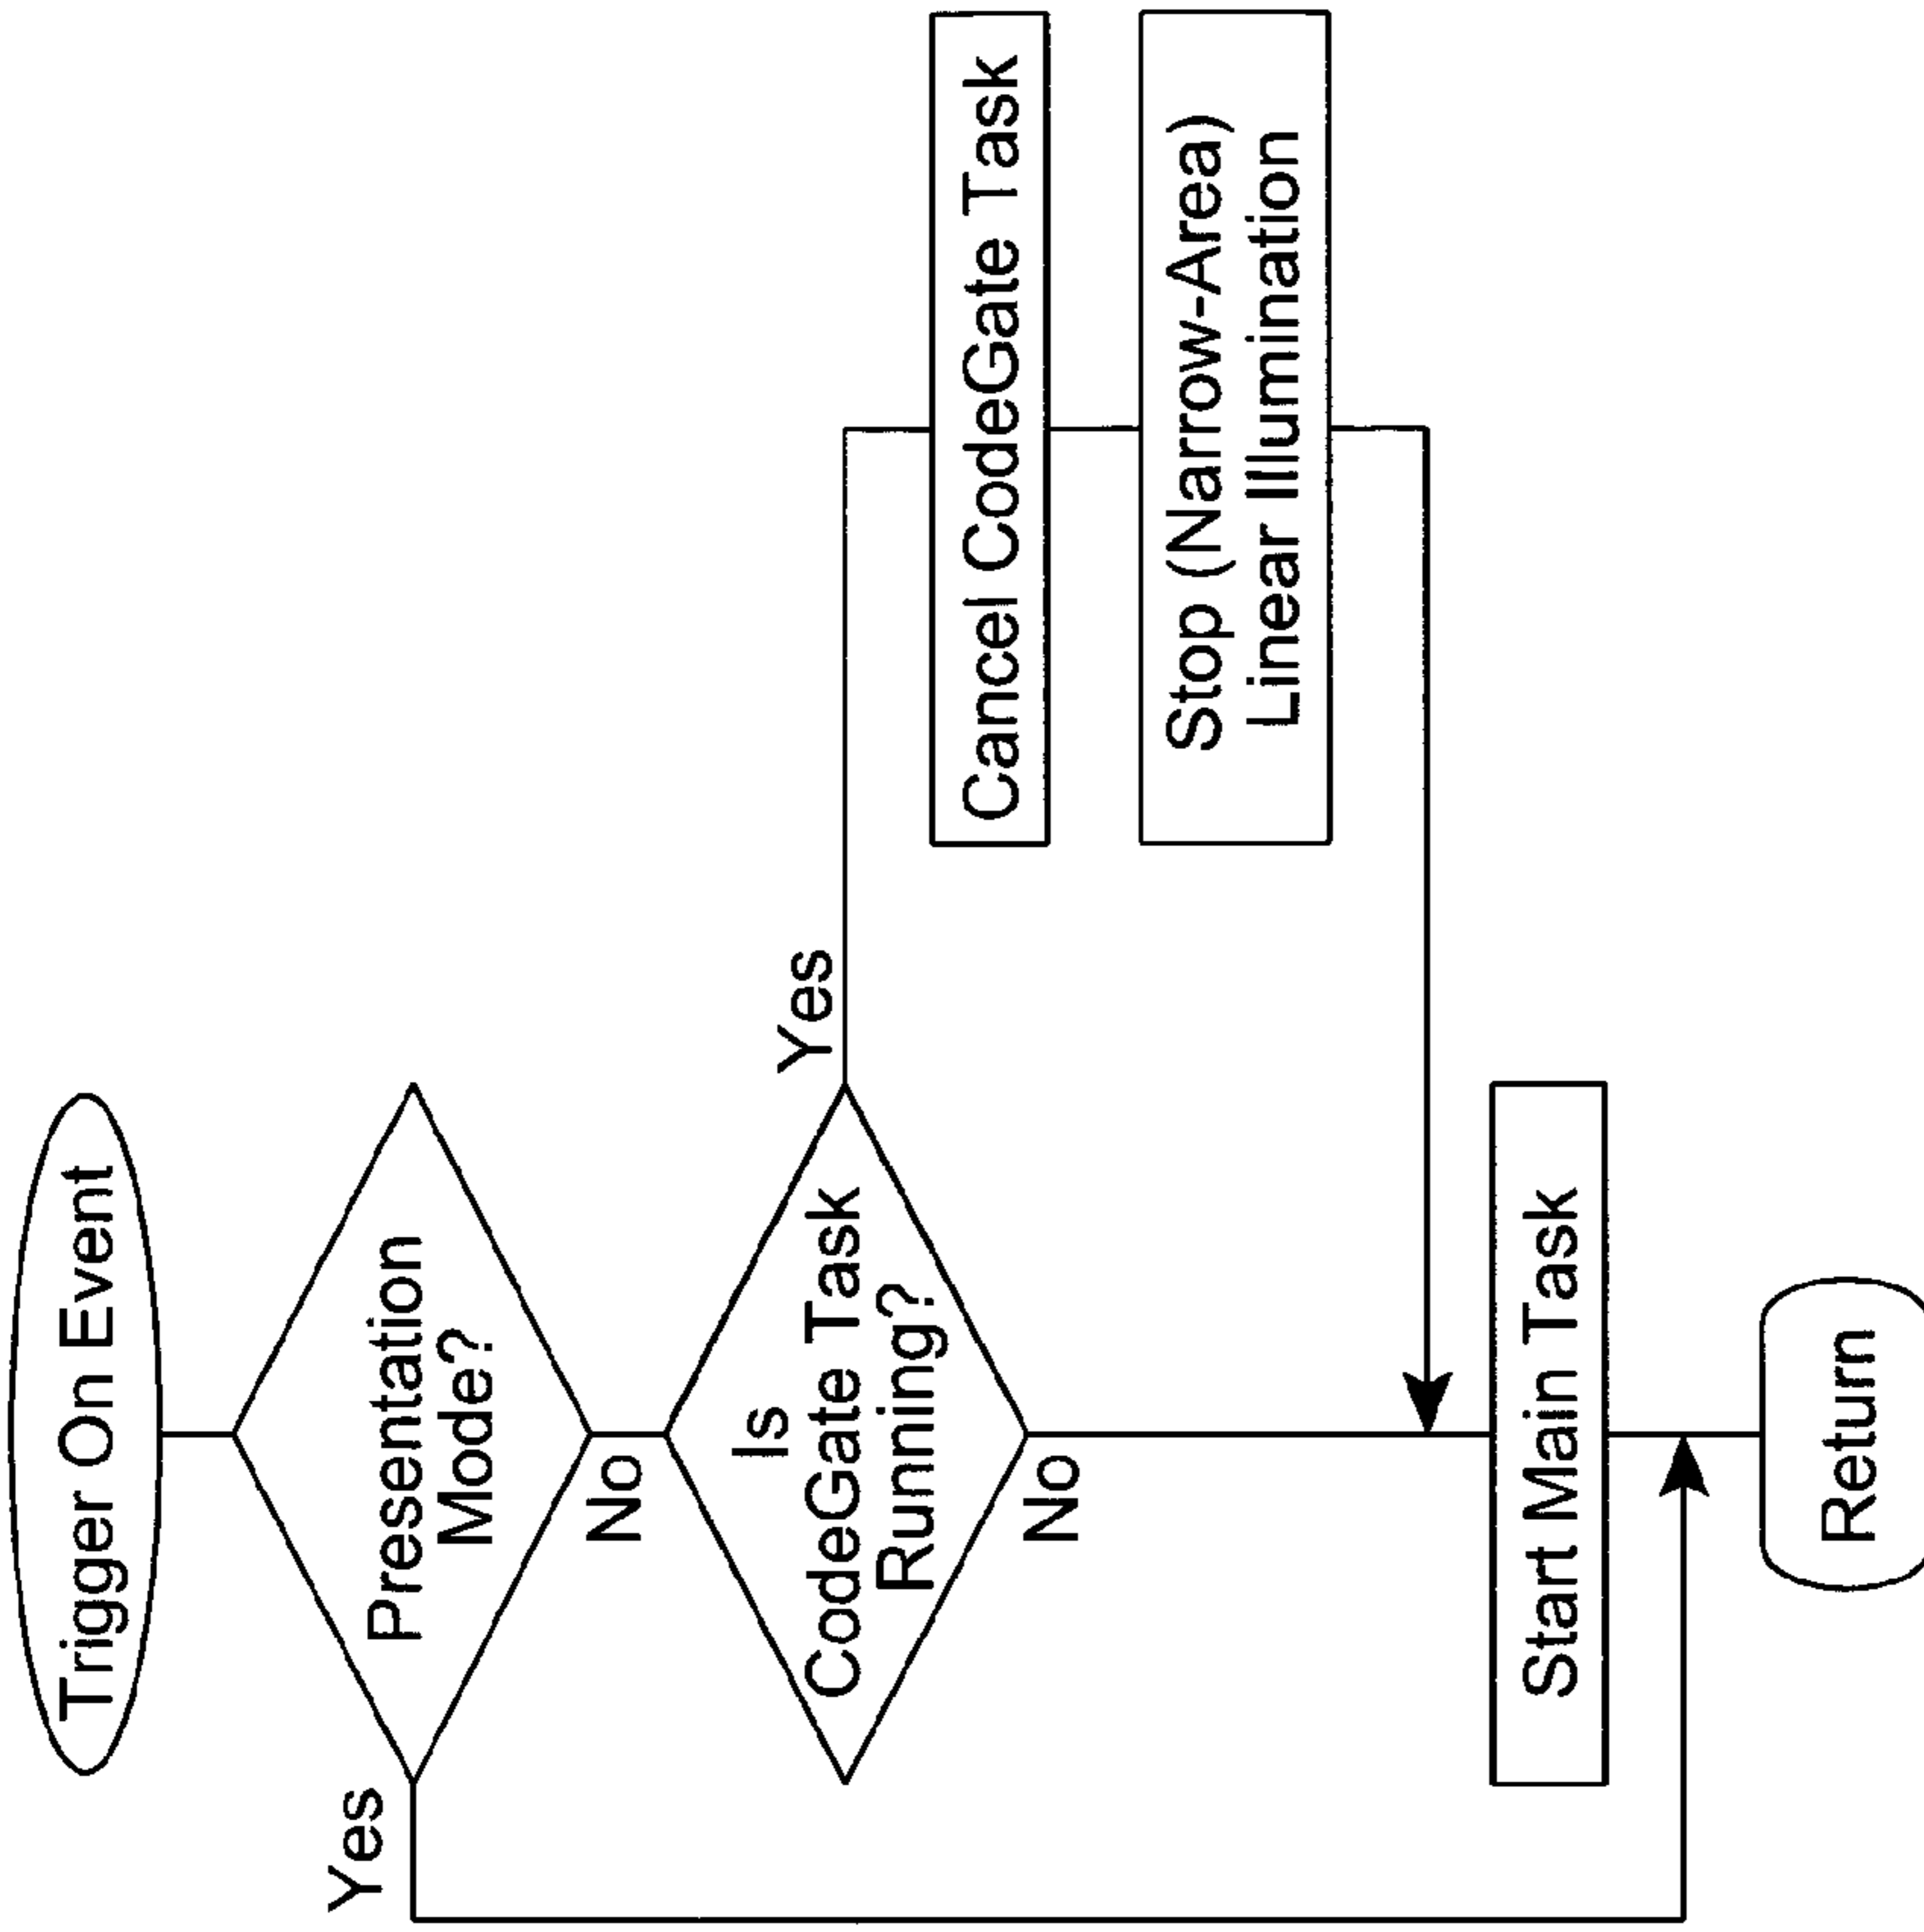 Trigger On Event
Presentation
Mode?
Yes
No
Is
CodeGate Task
Running?
Yes
No
Cancel CodeGate Task
Stop (Narrow-Area)
Linear Illumination
Start Main Task
Return